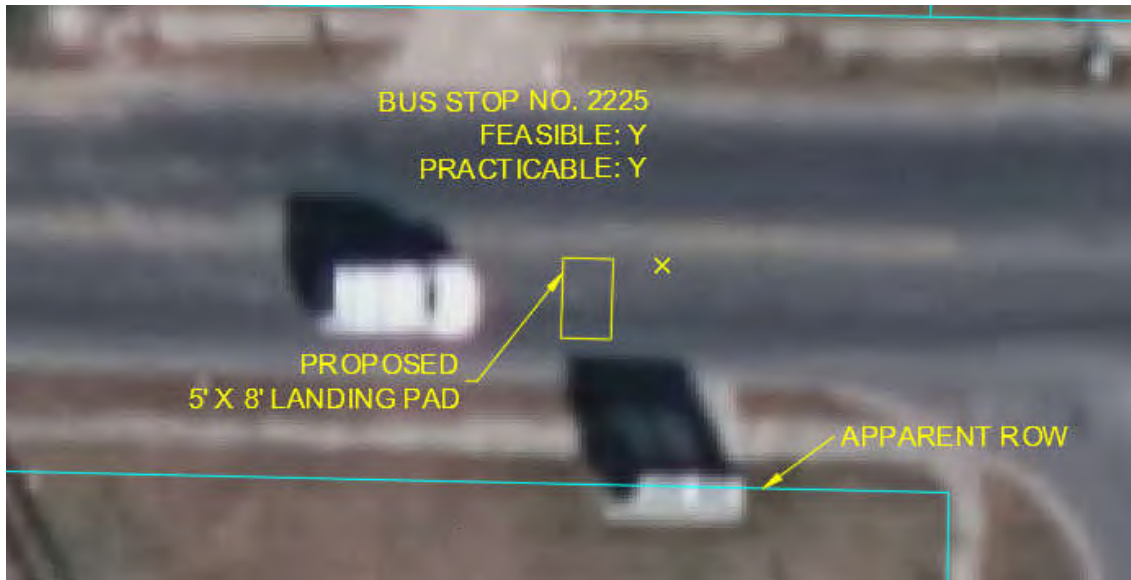 BUS STOP NO. 2225
FEASIBLE: Y
PRACTICABLE: Y
PROPOSED
5' X 8' LANDING PAD
APPARENT ROW